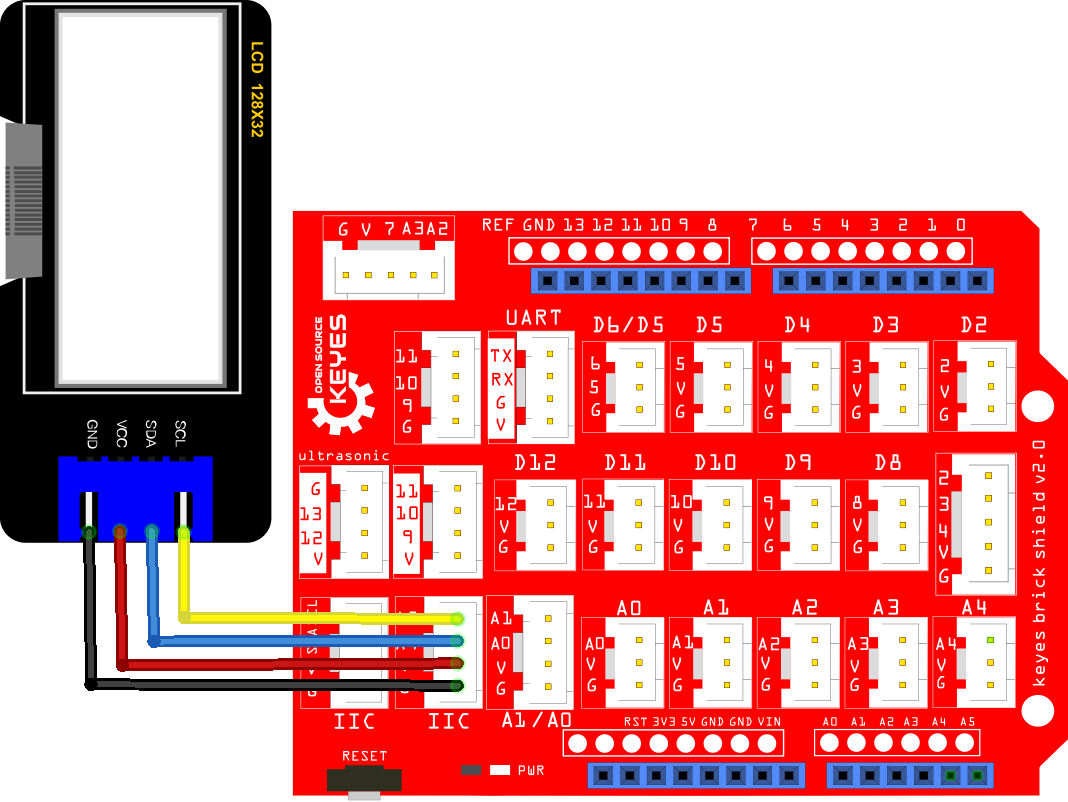 LCD 128X32
GND VCC SDA SCL
G V 7 A3 A2
REF GND 13 12 11 10 9 8
7 6 5 4 3 2 1 0
OPEN SOURCE
KEYES
11
10
9
G
UART
TX
RX
G
V
D6/D5
6
5
G
D5
5
V
G
D4
4
V
G
D3
3
V
G
D2
2
V
G
ultrasonic
G
13
12
V
11
10
9
V
D12
12
V
G
D11
11
V
G
D10
10
V
G
D9
9
V
G
D8
8
V
G
2
3
4
V
G
keyes brick shield v2.0
IIC
IIC
A1
A0
V
G
A1/A0
A0
A0
V
G
A1
A1
V
G
A2
A2
V
G
A3
A3
V
G
A4
A4
V
G
RST 3V3 5V GND GND VIN
A0 A1 A2 A3 A4 A5
RESET
PWR